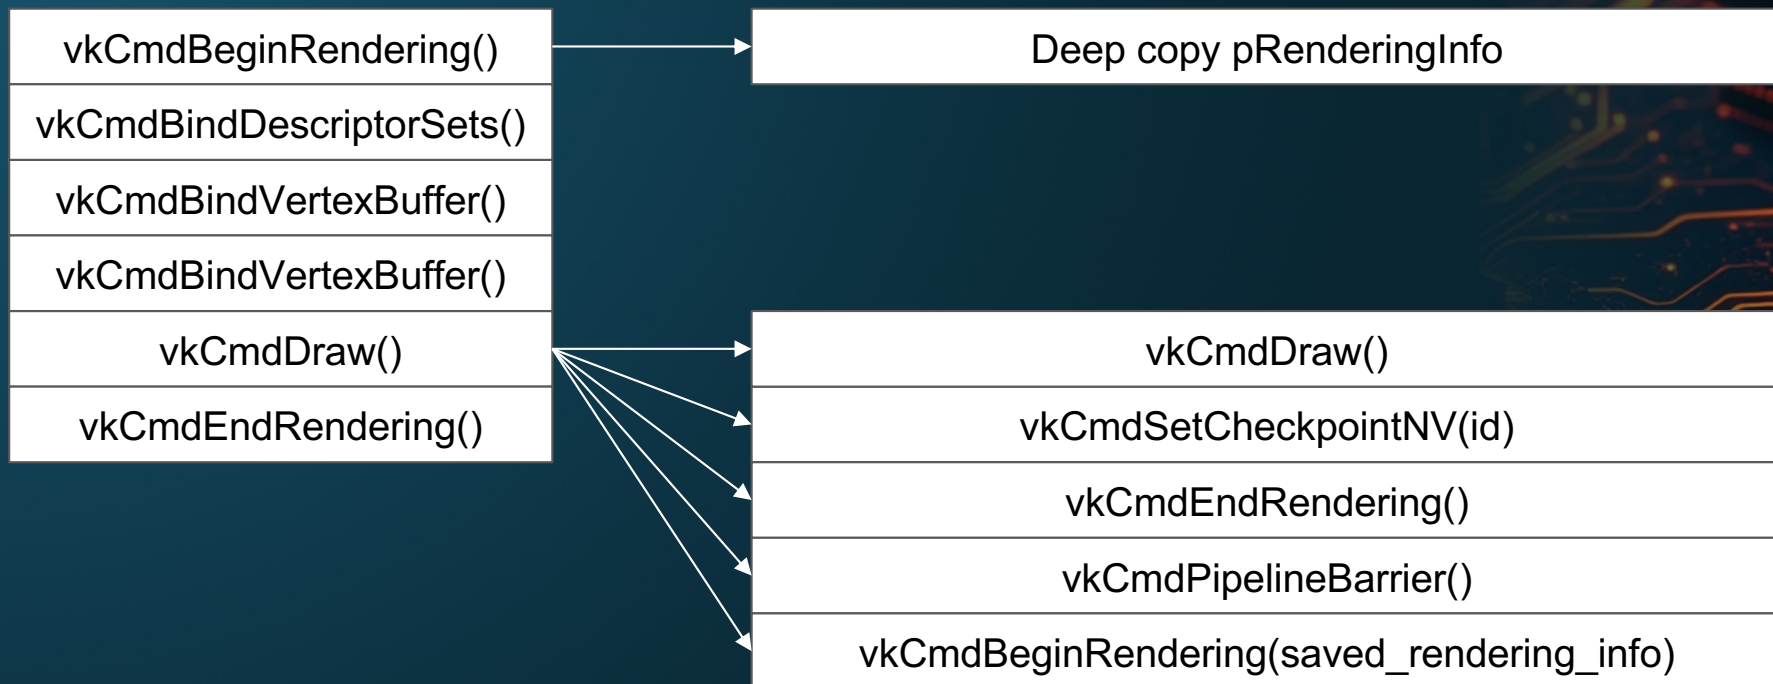 vkCmdBeginRendering()
vkCmdBindDescriptorSets()
vkCmdBindVertexBuffer()
vkCmdBindVertexBuffer()
vkCmdDraw()
vkCmdEndRendering()
Deep copy pRenderingInfo
vkCmdDraw()
vkCmdSetCheckpointNV(id)
vkCmdEndRendering()
vkCmdPipelineBarrier()
vkCmdBeginRendering(saved_rendering_info)